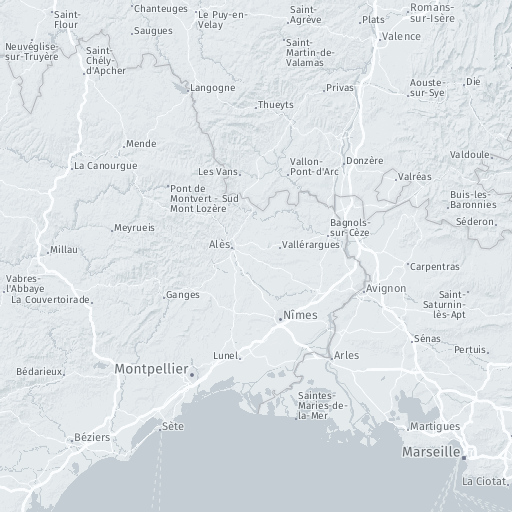 Saint-
Flour
Chanteuges
Le Puy-en-
Velay
Saint-
Agrève
Plats
Romans-
sur-Isère
Saugues
Valence
Neuvéglise-
sur-Truyère
Saint-
Chély-
d'Apcher
Saint-
Martin-de-
Valamas
Langogne
Privas
Aouste-
sur-Sye
Die
Thueyts
Mende
Valdoule
La Canourgue
Les Vans
Vallon-
Pont-d'Arc
Donzère
Valréas
Pont de
Montvert - Sud
Mont Lozère
Buis-les-
Baronnies
Séderon
Meyrueis
Bagnols-
sur-Cèze
Millau
Alès
Vallérargues
Carpentras
Vabres-
l'Abbaye
La Couvertoirade
Ganges
Avignon
Saint-
Saturnin-
lès-Apt
Nîmes
Sénas
Pertuis
Lunel
Arles
Bédarieux
Montpellier
Saintes-
Maries-de-
la-Mer
Sète
Martigues
Béziers
Marseille
La Ciotat